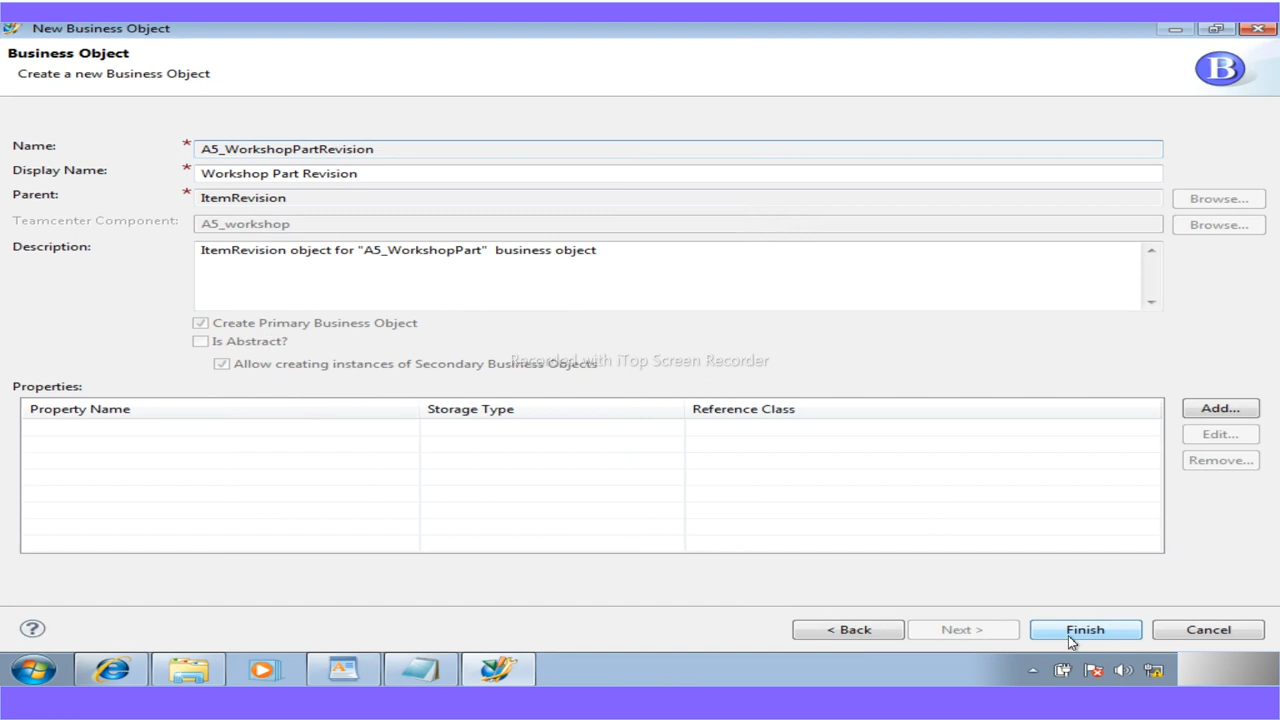 New Business Object
Business Object
Create a new Business Object
B
Name: * A5_WorkshopPartRevision
Display Name: * Workshop Part Revision
Parent: * ItemRevision Browse...
Teamcenter Component: A5_workshop Browse...
Description: ItemRevision object for "A5_WorkshopPart" business object
Create Primary Business Object
Is Abstract?
Allow creating instances of Secondary Business Objects
Recorded with iTop Screen Recorder
Properties:
Property Name Storage Type Reference Class
Add...
Edit...
Remove...
? < Back Next > Finish Cancel